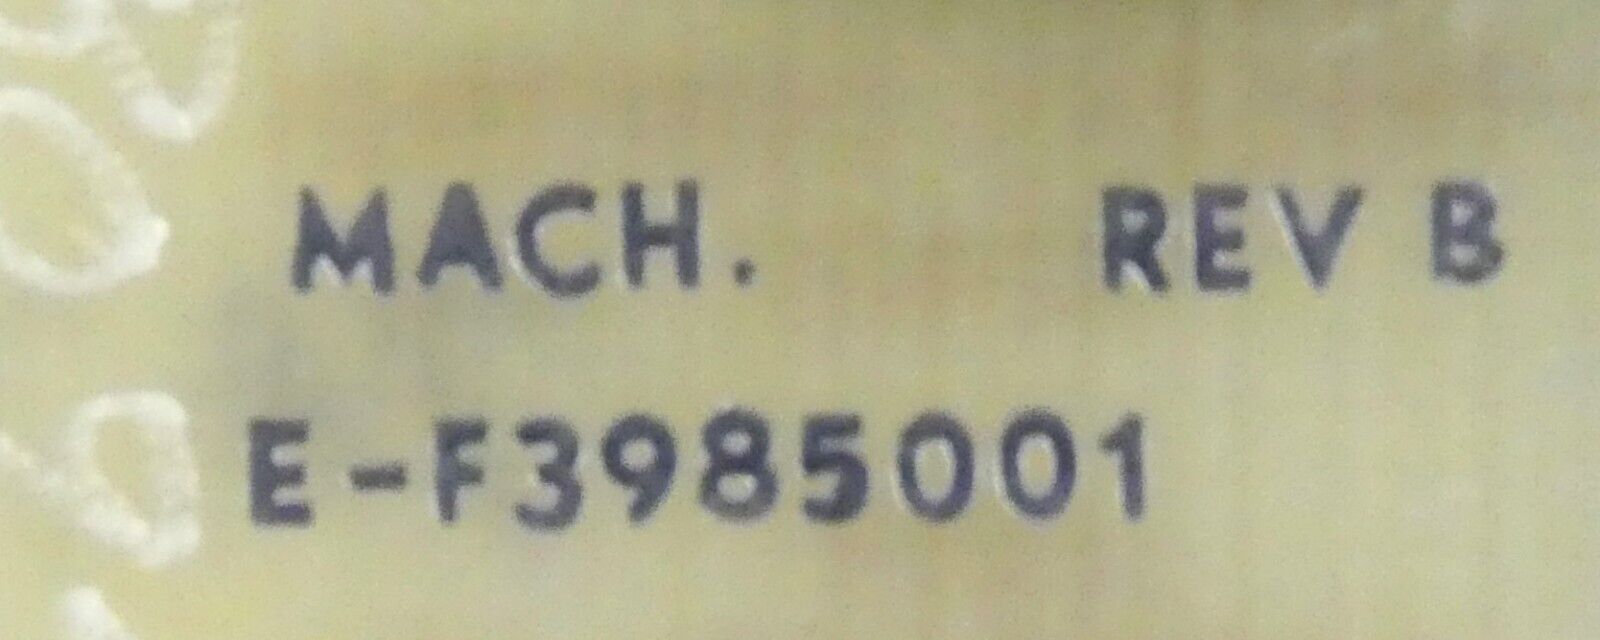 MACH. REV B
E-F3985001